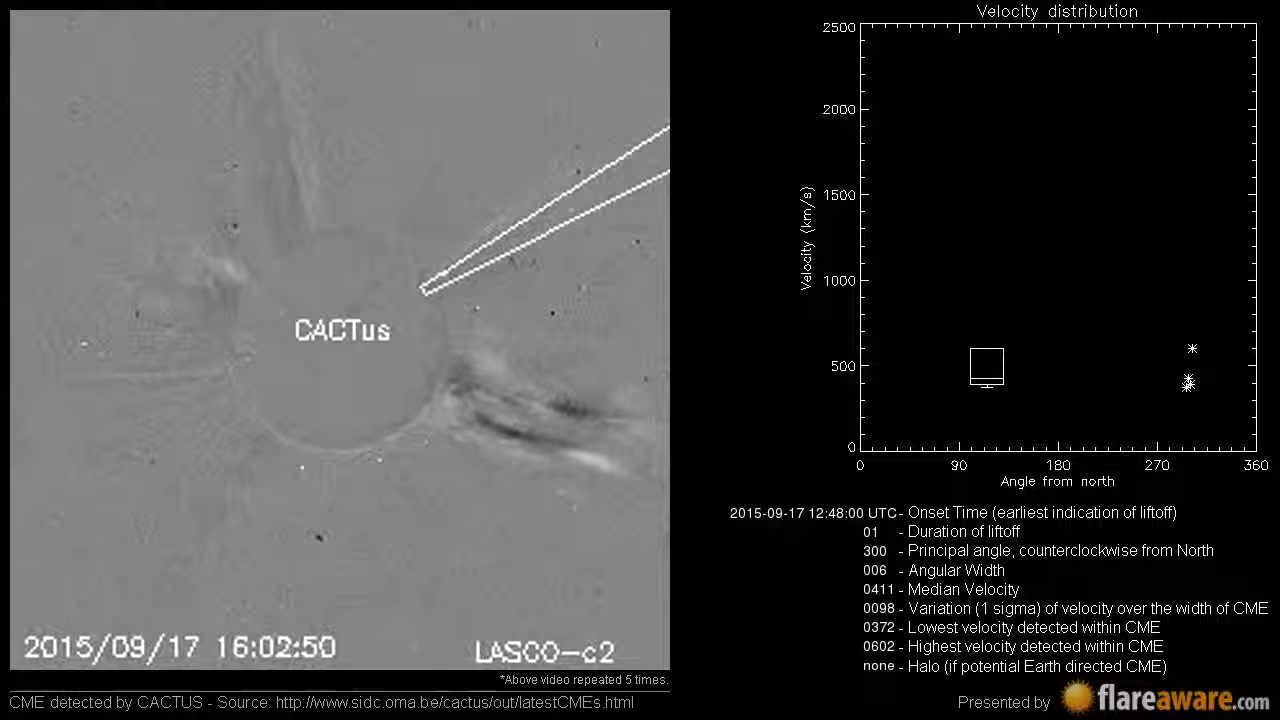 CACTus
2015/09/17 16:02:50
LASCO-c2
*Above video repeated 5 times.
CME detected by CACTUS - Source: http://www.sidc.oma.be/cactus/out/latestCMEs.html
Velocity distribution
Velocity (km/s)
2500
2000
1500
1000
500
0
0 90 180 270 360
Angle from north
2015-09-17 12:48:00 UTC - Onset Time (earliest indication of liftoff)
01 - Duration of liftoff
300 - Principal angle, counterclockwise from North
006 - Angular Width
0411 - Median Velocity
0098 - Variation (1 sigma) of velocity over the width of CME
0372 - Lowest velocity detected within CME
0602 - Highest velocity detected within CME
none - Halo (if potential Earth directed CME)
Presented by flareaware.com